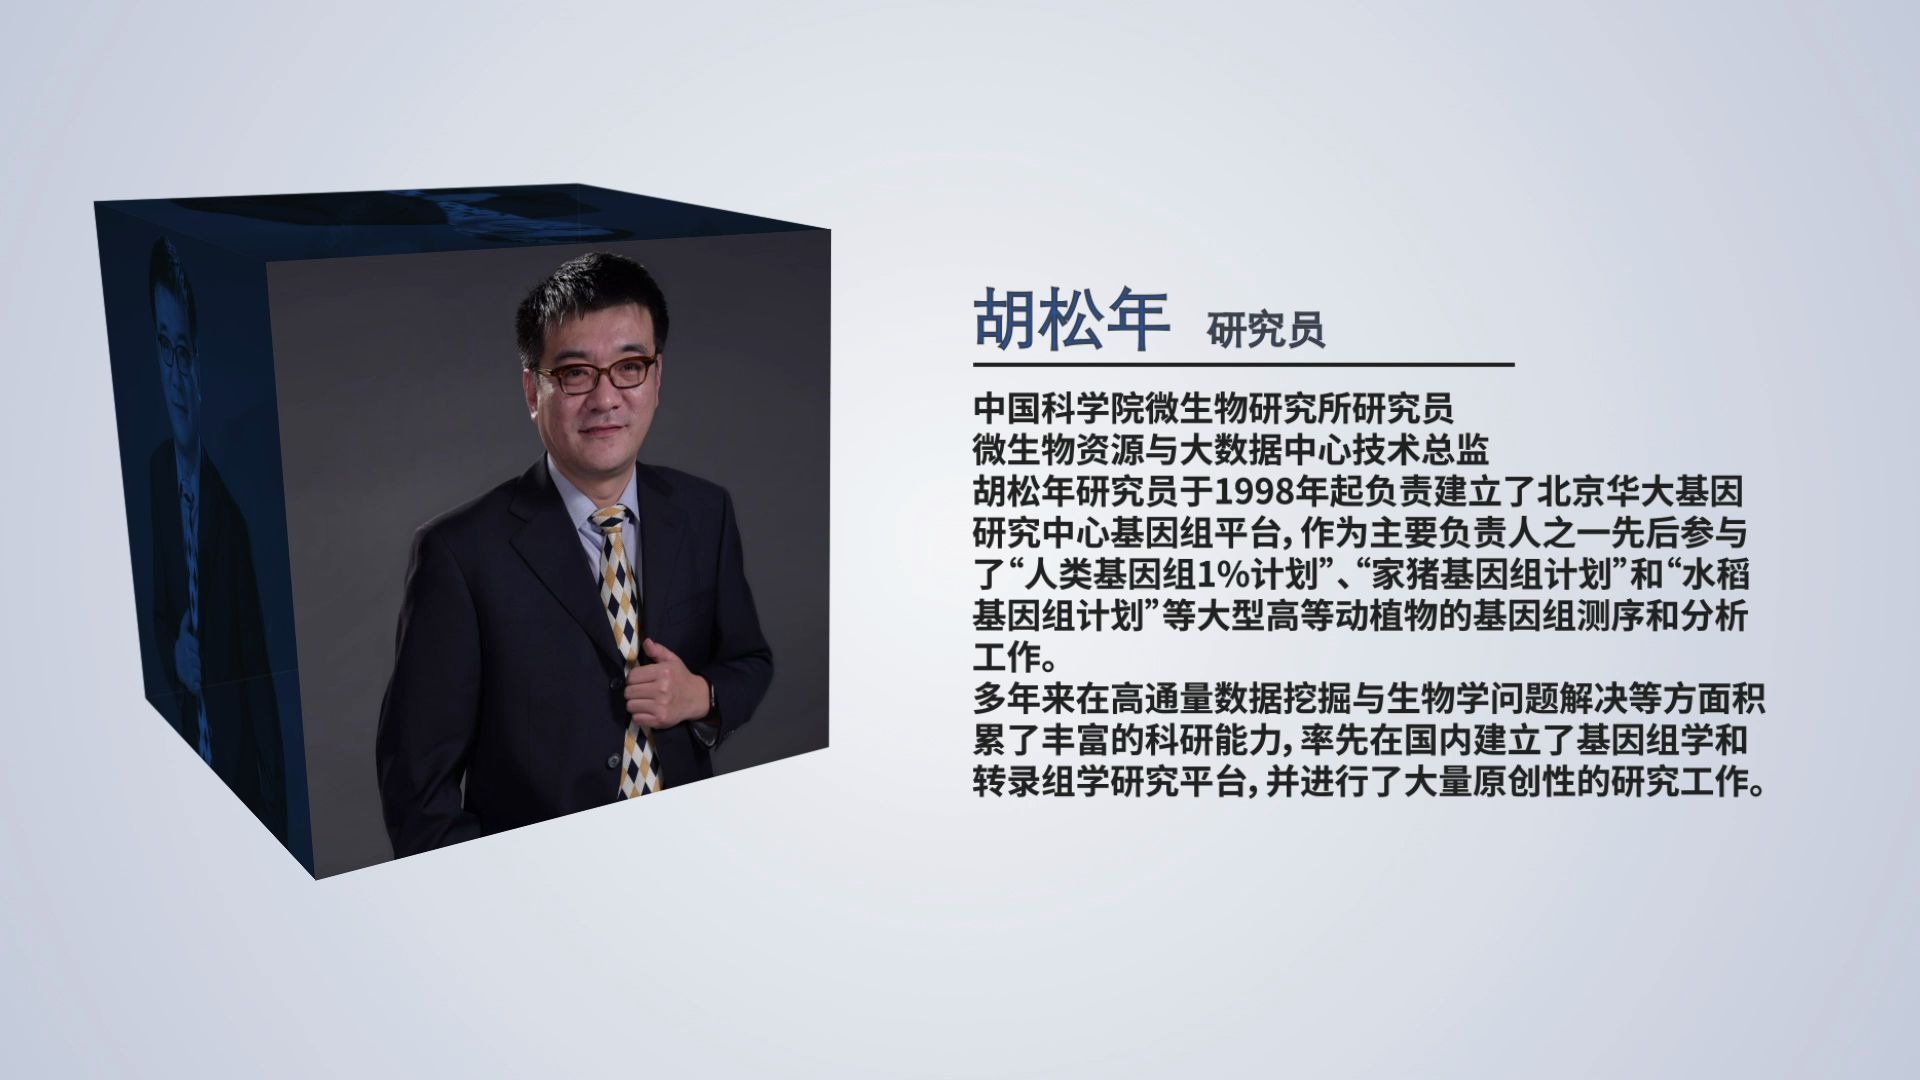 胡松年 研究员
中国科学院微生物研究所研究员
微生物资源与大数据中心技术总监
胡松年研究员于1998年起负责建立了北京华大基因
研究中心基因组平台,作为主要负责人之一先后参与
了“人类基因组1%计划”、“家猪基因组计划”和“水稻
基因组计划”等大型高等动植物的基因组测序和分析
工作。
多年来在高通量数据挖掘与生物学问题解决等方面积
累了丰富的科研能力,率先在国内建立了基因组学和
转录组学研究平台,并进行了大量原创性的研究工作。